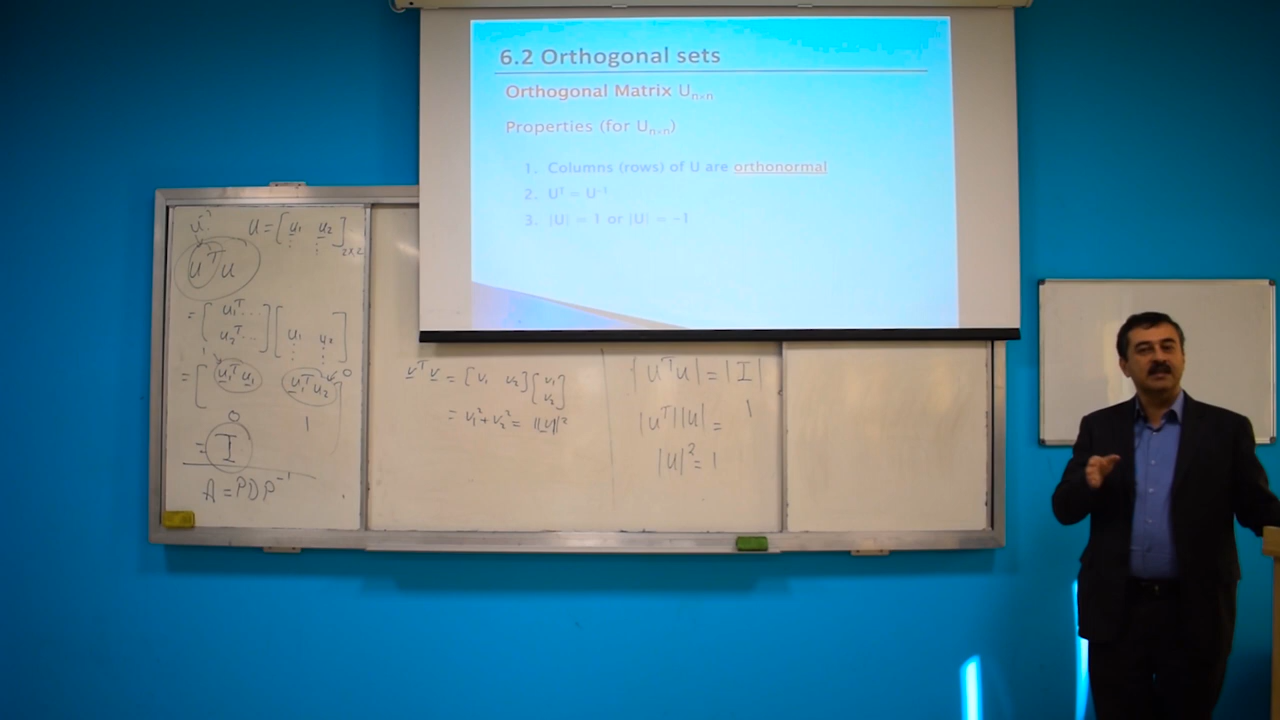 6.2 Orthogonal sets
Orthogonal Matrix Uₙₓₙ
Properties (for Uₙₓₙ)
1. Columns (rows) of U are orthonormal
2. Uᵀ = U⁻¹
3. |U| = 1 or |U| = -1
U = [u₁ u₂]₂ₓ₂
uᵀu
= [u₁ᵀ... u₂ᵀ...][u₁ u₂]
= [u₁ᵀu₁ u₁ᵀu₂
0 1
= I
A = PDP⁻¹
vᵀv = [v₁ v₂][v₁ v₂]
= v₁² + v₂² = ||v||²
|uᵀu| = |I|
|uᵀ||u| = 1
|u|² = 1